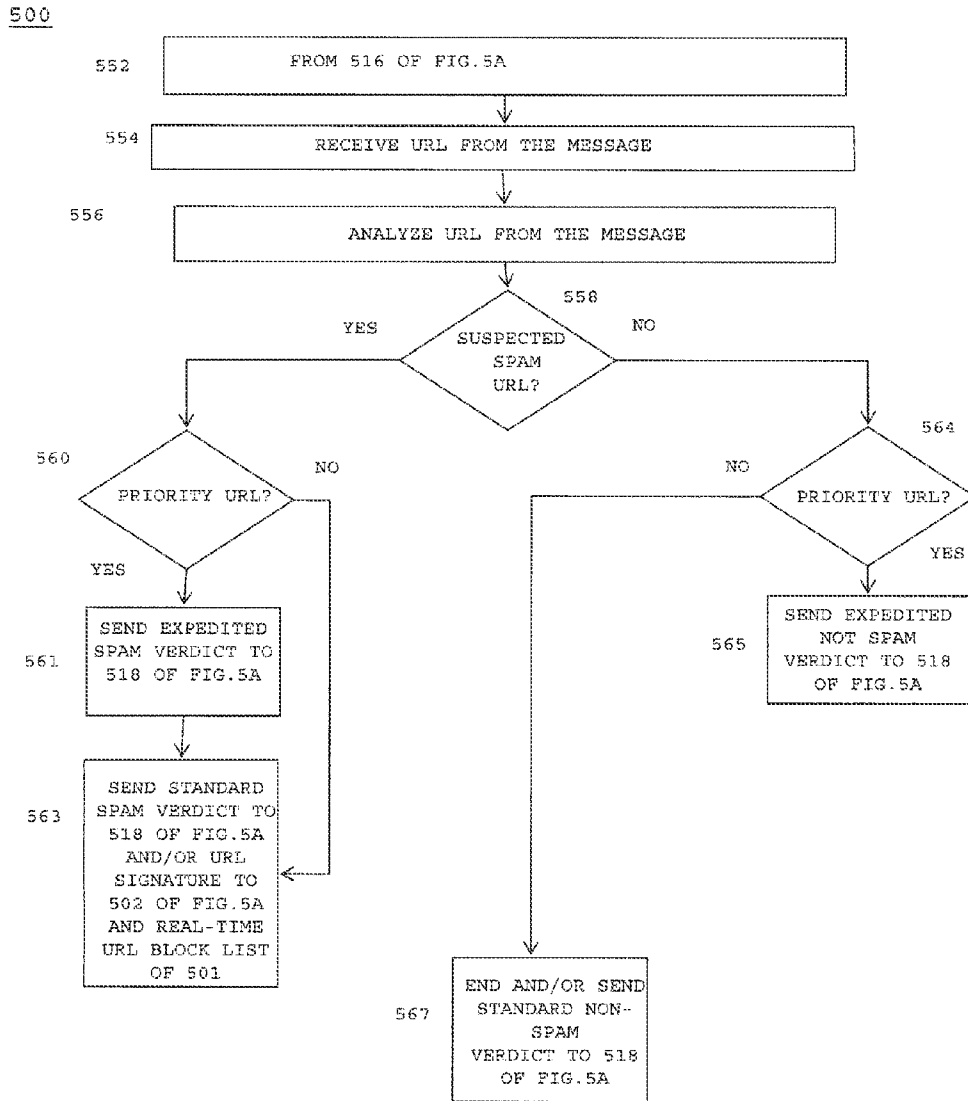 500
552
FROM 516 OF FIG.5A
554
RECEIVE URL FROM THE MESSAGE
556
ANALYZE URL FROM THE MESSAGE
558
YES
NO
SUSPECTED
SPAM
URL?
560
NO
PRIORITY URL?
YES
564
NO
PRIORITY URL?
YES
561
SEND EXPEDITED
SPAM VERDICT TO
518 OF FIG.5A
565
SEND EXPEDITED
NOT SPAM
VERDICT TO 518
OF FIG.5A
563
SEND STANDARD
SPAM VERDICT TO
518 OF FIG.5A
AND/OR URL
SIGNATURE TO
502 OF FIG.5A
AND REAL-TIME
URL BLOCK LIST
OF 501
567
END AND/OR SEND
STANDARD NON-
SPAM
VERDICT TO 518
OF FIG.5A